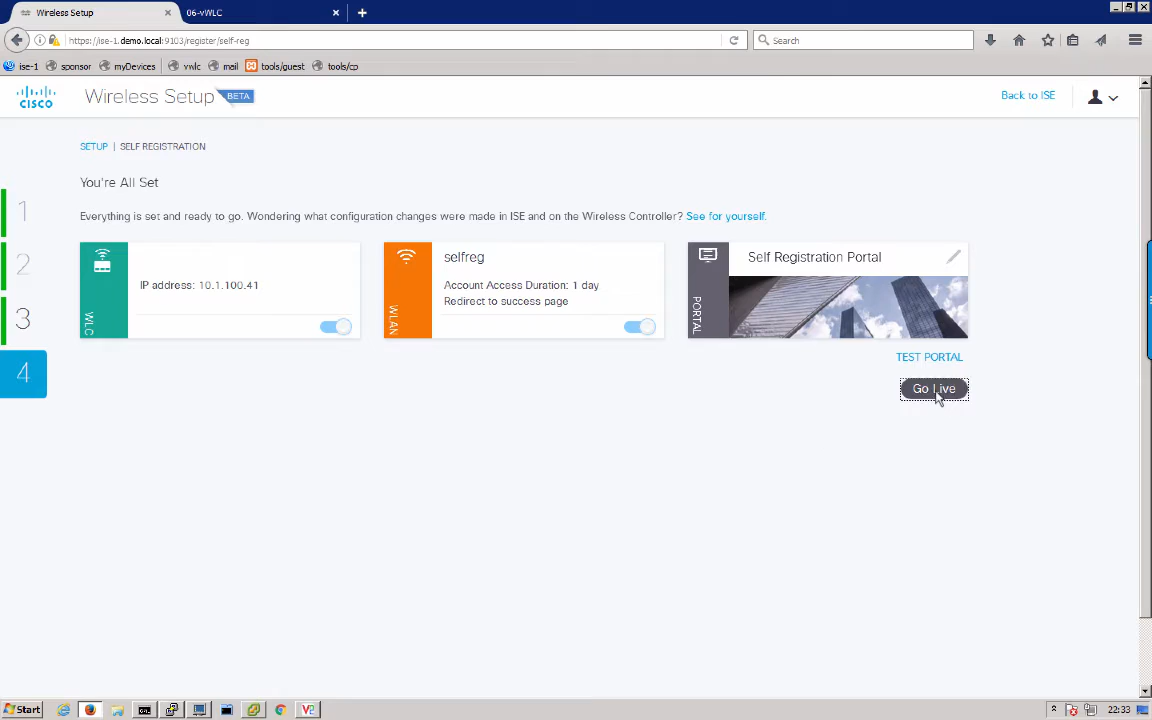 Wireless Setup
06-vWLC
https://ise-1.demo.local:9103/register/self-reg
Search
ise-1
sponsor
myDevices
vwlc
mail
tools/guest
tools/cp
CISCO
Wireless Setup
BETA
Back to ISE
SETUP | SELF REGISTRATION
You're All Set
Everything is set and ready to go. Wondering what configuration changes were made in ISE and on the Wireless Controller? See for yourself.
1
2
3
4
WLC
IP address: 10.1.100.41
WLAN
selfreg
Account Access Duration: 1 day
Redirect to success page
PORTAL
Self Registration Portal
TEST PORTAL
Go Live
Start
V2
22:33